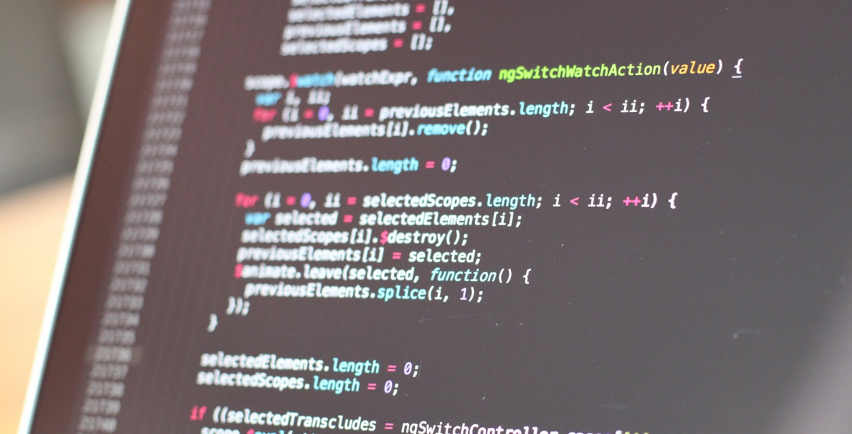 selectedElements = [],
previousElements = [],
selectedScopes = [];
scope.$watch(watchExpr, function ngSwitchWatchAction(value) {
var i, ii;
for (i = 0, ii = previousElements.length; i < ii; ++i) {
previousElements[i].remove();
}
previousElements.length = 0;
for (i = 0, ii = selectedScopes.length; i < ii; ++i) {
var selected = selectedElements[i];
selectedScopes[i].$destroy();
previousElements[i] = selected;
$animate.leave(selected, function() {
previousElements.splice(i, 1);
});
}
selectedElements.length = 0;
selectedScopes.length = 0;
if ((selectedTranscludes = ngSwitchController